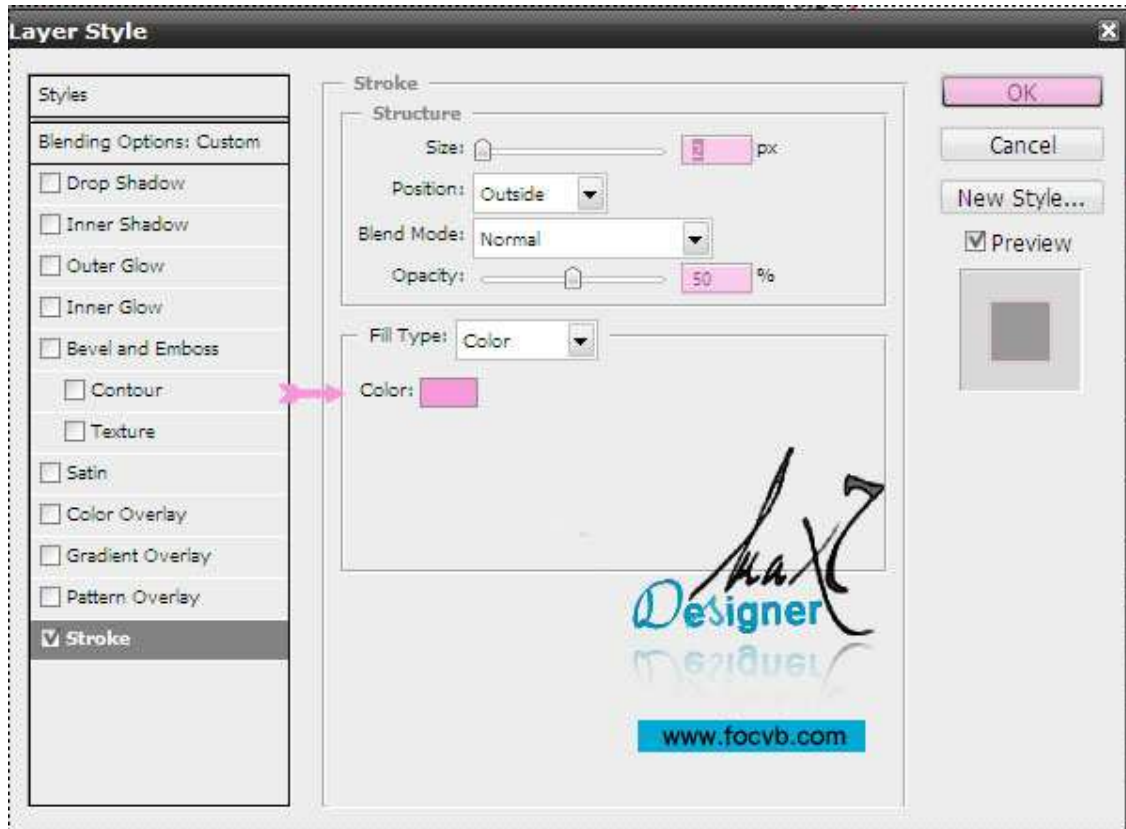 Layer Style
Styles
Blending Options: Custom
Drop Shadow
Inner Shadow
Outer Glow
Inner Glow
Bevel and Emboss
Contour
Texture
Satin
Color Overlay
Gradient Overlay
Pattern Overlay
Stroke
Stroke
Structure
Size: px
Position: Outside
Blend Mode: Normal
Opacity: 50 %
Fill Type: Color
Color:
OK
Cancel
New Style...
Preview
Designer
www.focvb.com